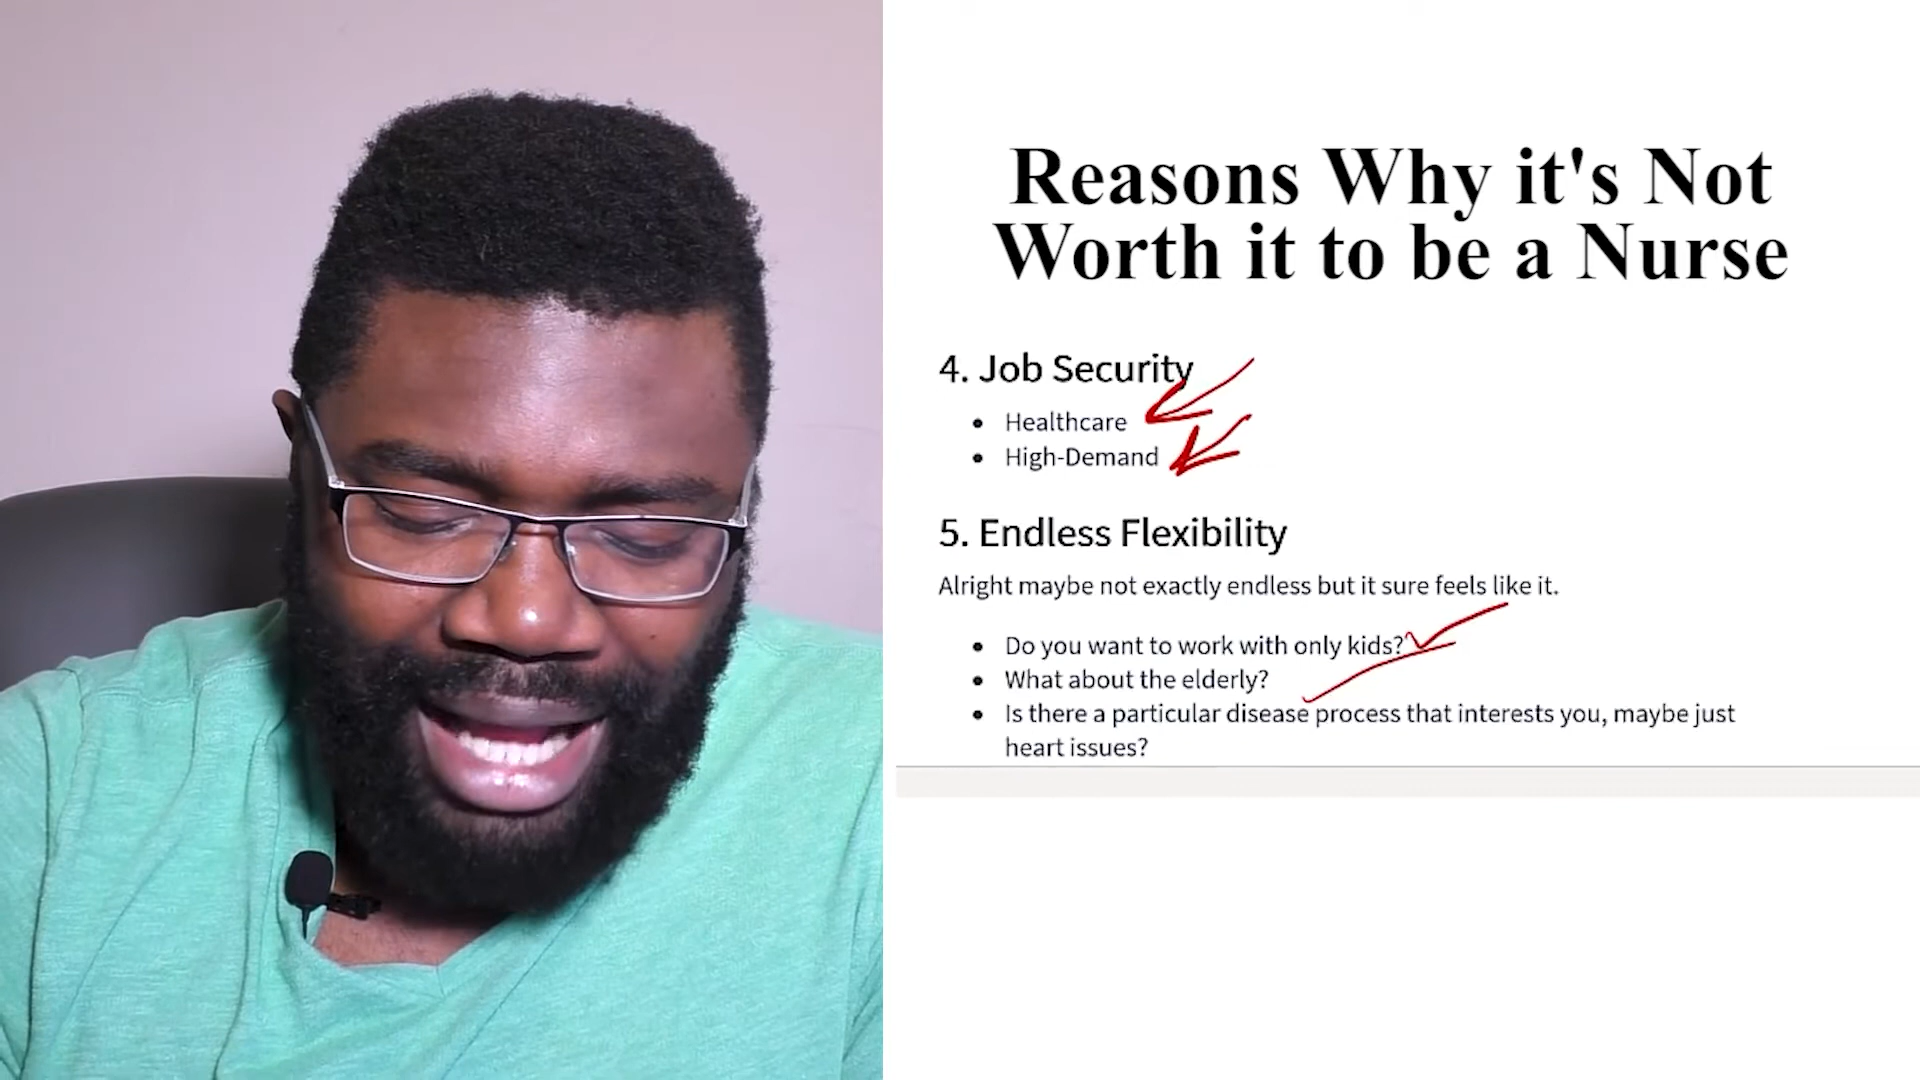 Reasons Why it's Not
Worth it to be a Nurse
4. Job Security
• Healthcare
• High-Demand
5. Endless Flexibility
Alright maybe not exactly endless but it sure feels like it.
• Do you want to work with only kids?
• What about the elderly?
• Is there a particular disease process that interests you, maybe just
heart issues?